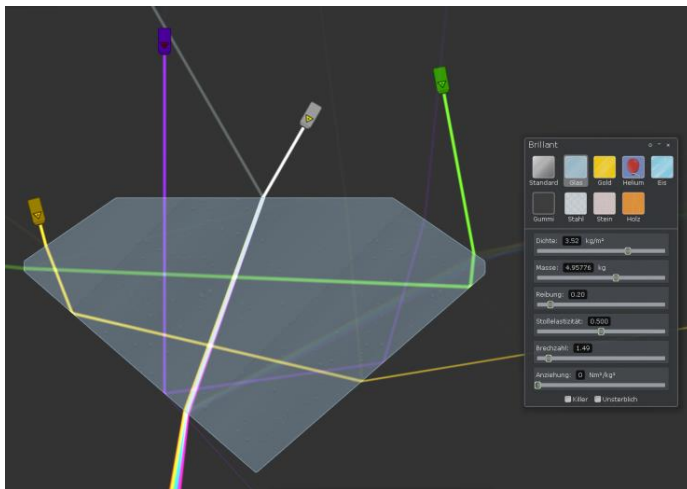 Brillant
Standard Glas Gold Helium Eis
Gummi Stahl Stein Holz
Dichte: 3.52 kg/m²
Masse: 4.95776 kg
Reibung: 0.20
Stoßelastizität: 0.500
Brechzahl: 1.49
Anziehung: 0 Nm²/kg²
Killer Unsterblich